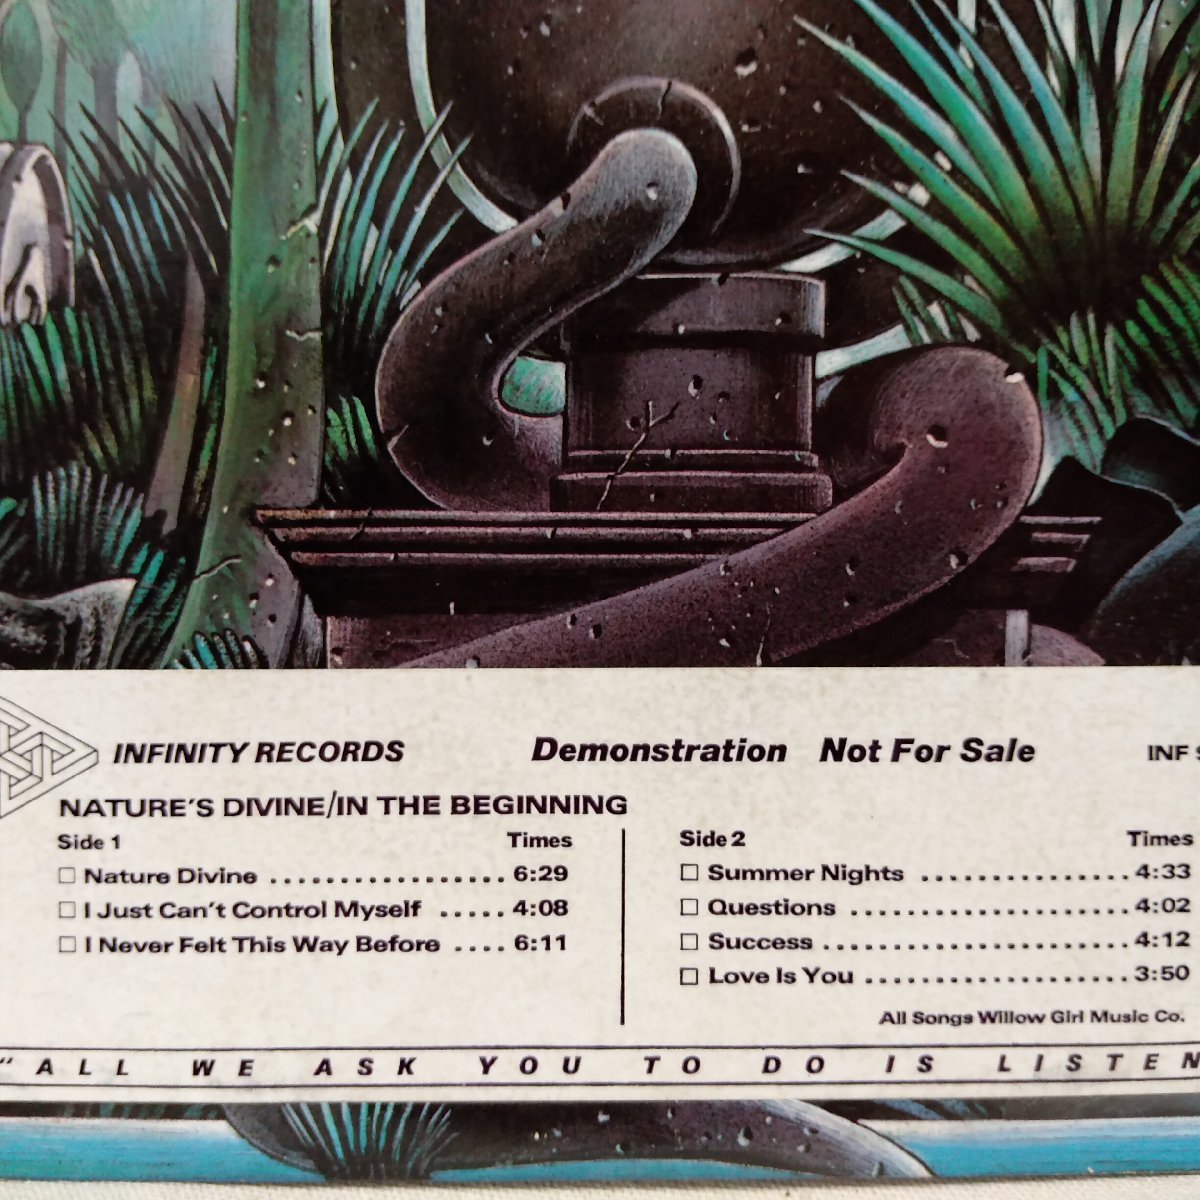 INFINITY RECORDS Demonstration Not For Sale INF
NATURE'S DIVINE/IN THE BEGINNING
Side 1 Times
□ Nature Divine ................. 6:29
□ I Just Can't Control Myself ..... 4:08
□ I Never Felt This Way Before .... 6:11
Side 2 Times
□ Summer Nights ............... 4:33
□ Questions .................... 4:02
□ Success ...................... 4:12
□ Love Is You ................... 3:50
All Songs Willow Girl Music Co.
"ALL WE ASK YOU TO DO IS LISTEN